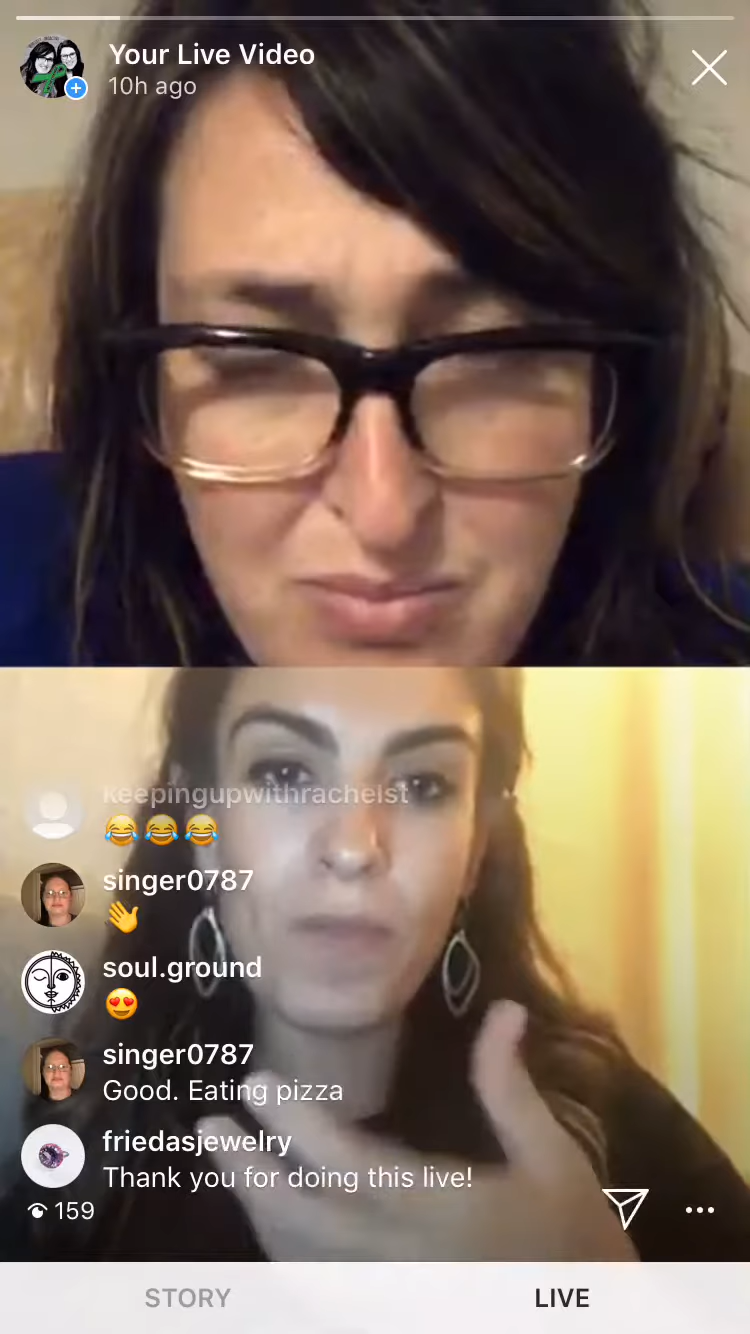 Your Live Video
10h ago
keepingupwithrachelst
😂😂😂
singer0787
👋
soul.ground
😍
singer0787
Good. Eating pizza
friedasjewelry
Thank you for doing this live!
159
STORY
LIVE